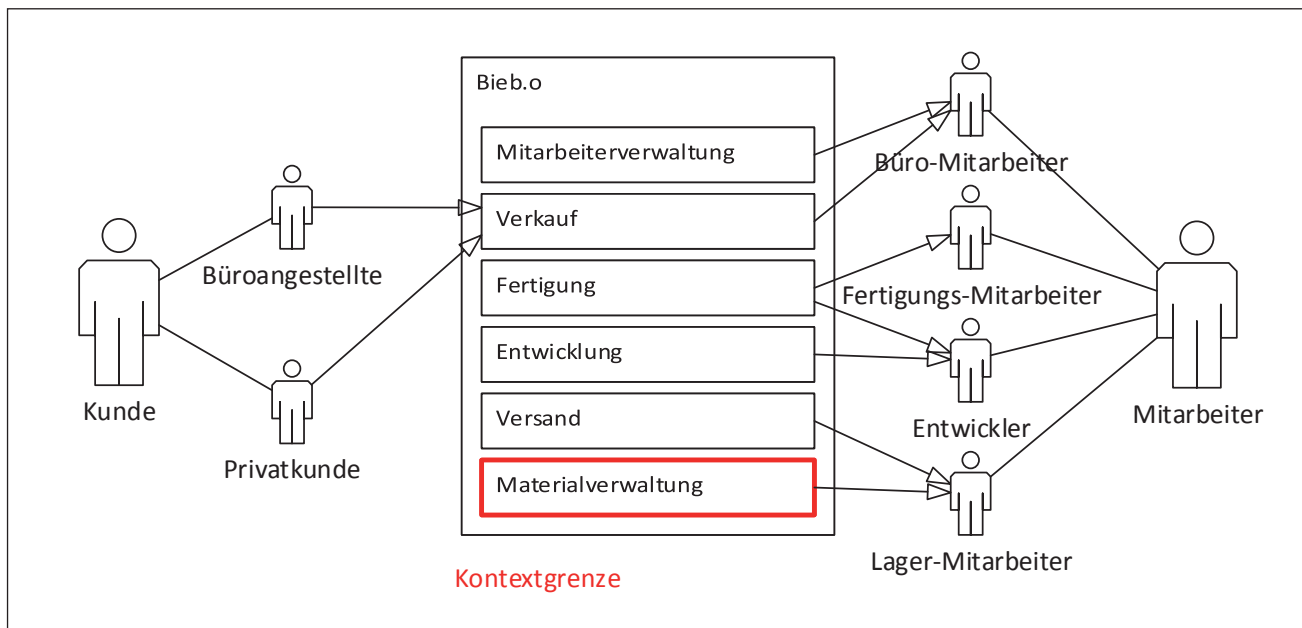 Bieb.o
Mitarbeiterverwaltung
Büro-Mitarbeiter
Verkauf
Büroangestellte
Fertigung
Fertigungs-Mitarbeiter
Entwicklung
Kunde
Mitarbeiter
Versand
Entwickler
Privatkunde
Materialverwaltung
Lager-Mitarbeiter
Kontextgrenze